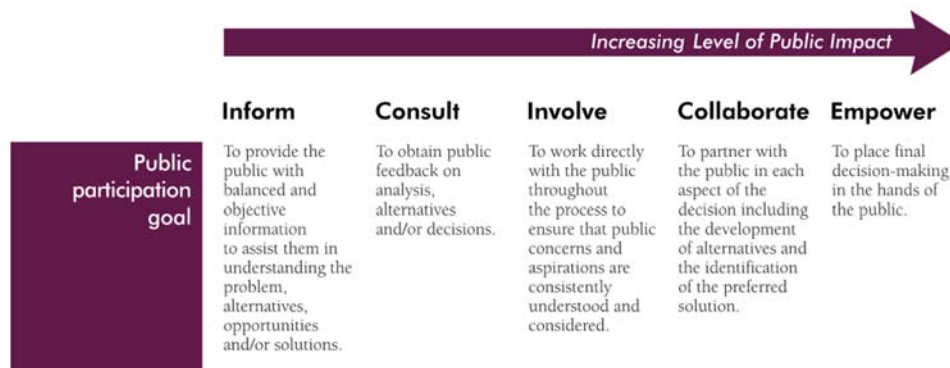 Increasing Level of Public Impact
Inform
Consult
Involve
Collaborate
Empower
Public
participation
goal
To provide the
public with
balanced and
objective
information
to assist them in
understanding the
problem,
alternatives,
opportunities
and/or solutions.
To obtain public
feedback on
analysis,
alternatives
and/or decisions.
To work directly
with the public
throughout
the process to
ensure that public
concerns and
aspirations are
consistently
understood and
considered.
To partner with
the public in each
aspect of the
decision including
the development
of alternatives and
the identification
of the preferred
solution.
To place final
decision-making
in the hands of
the public.